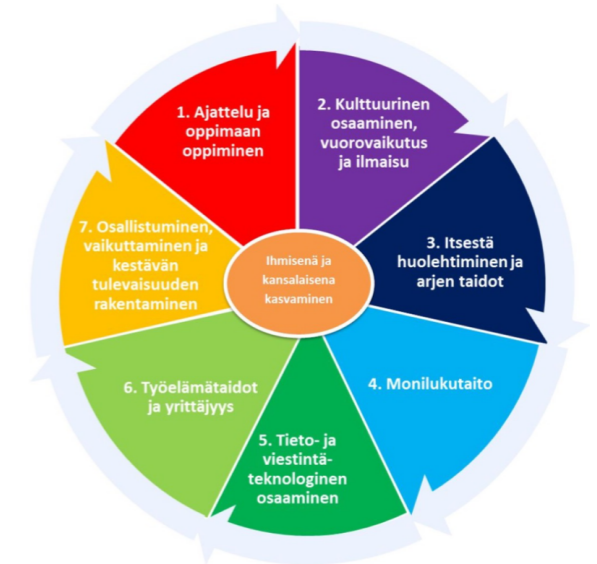 1. Ajattelu ja
oppimaan
oppiminen
2. Kulttuurinen
osaaminen,
vuorovaikutus
ja ilmaisu
3. Itsestä
huolehtiminen ja
arjen taidot
4. Monilukutaito
5. Tieto- ja
viestintä-
teknologinen
osaaminen
6. Työelämätaidot
ja yrittäjyys
7. Osallistuminen,
vaikuttaminen ja
kestävän
tulevaisuuden
rakentaminen
Ihmisenä ja
kansalaisena
kasvaminen